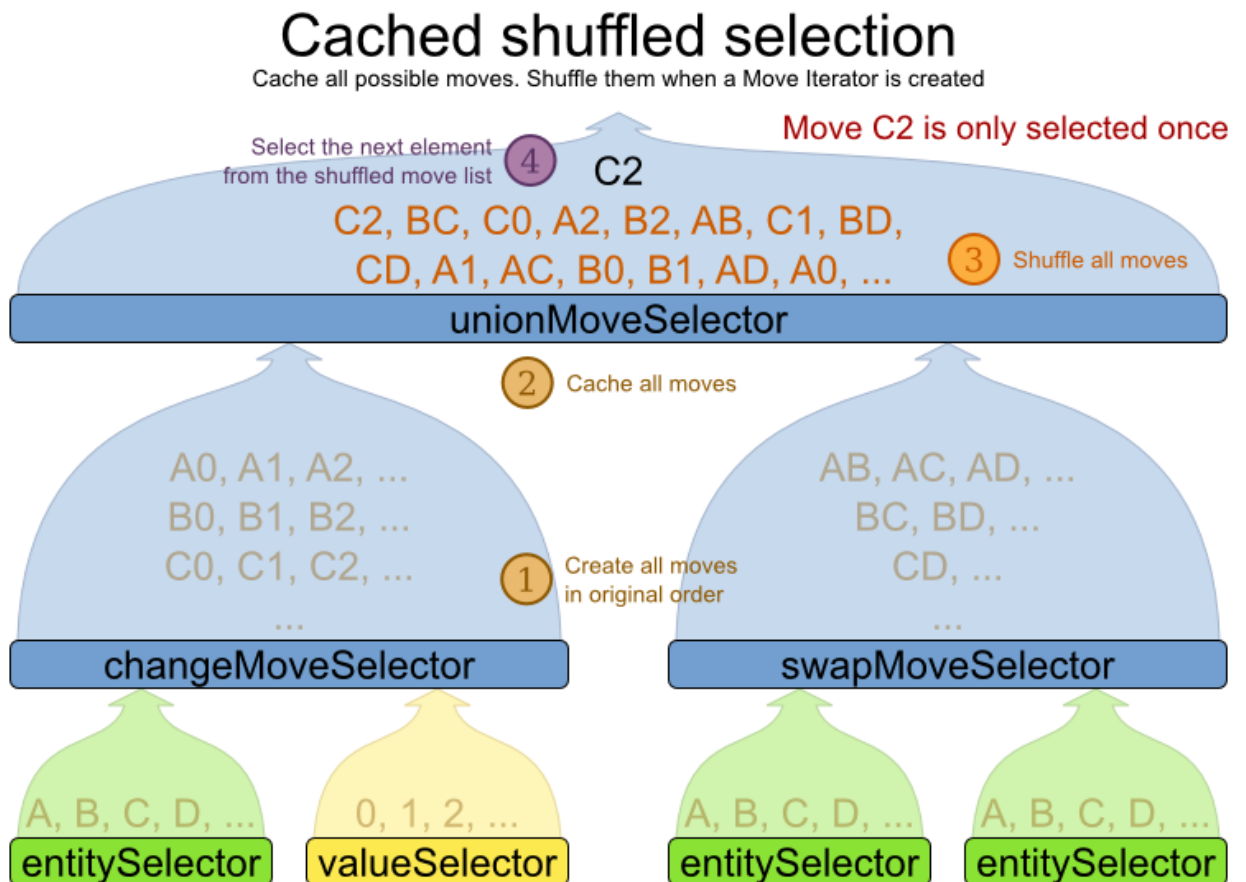 Cached shuffled selection
Cache all possible moves. Shuffle them when a Move Iterator is created
Move C2 is only selected once
Select the next element
from the shuffled move list
4
C2
C2, BC, C0, A2, B2, AB, C1, BD,
CD, A1, AC, B0, B1, AD, A0, ...
3
Shuffle all moves
unionMoveSelector
2
Cache all moves
A0, A1, A2, ...
B0, B1, B2, ...
C0, C1, C2, ...
...
1
Create all moves
in original order
AB, AC, AD, ...
BC, BD, ...
CD, ...
...
changeMoveSelector
swapMoveSelector
A, B, C, D, ...
0, 1, 2, ...
A, B, C, D, ...
A, B, C, D, ...
entitySelector
valueSelector
entitySelector
entitySelector